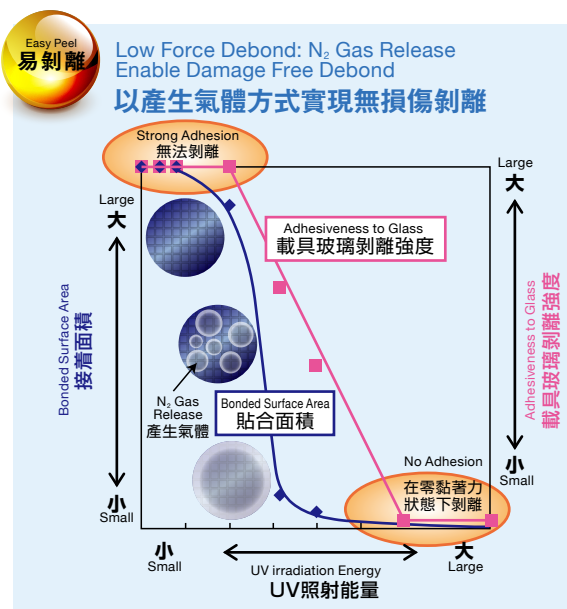 Easy Peel
易剝離
Low Force Debond: N₂ Gas Release
Enable Damage Free Debond
以產生氣體方式實現無損傷剝離
Strong Adhesion
無法剝離
Large
大
Large
大
Adhesiveness to Glass
載具玻璃剝離強度
Bonded Surface Area
接着面積
Adhesiveness to Glass
載具玻璃剝離強度
N₂ Gas
Release
產生氣體
Bonded Surface Area
貼合面積
No Adhesion
在零黏著力
狀態下剝離
小
Small
小
Small
小
Small
UV irradiation Energy
UV照射能量
大
Large